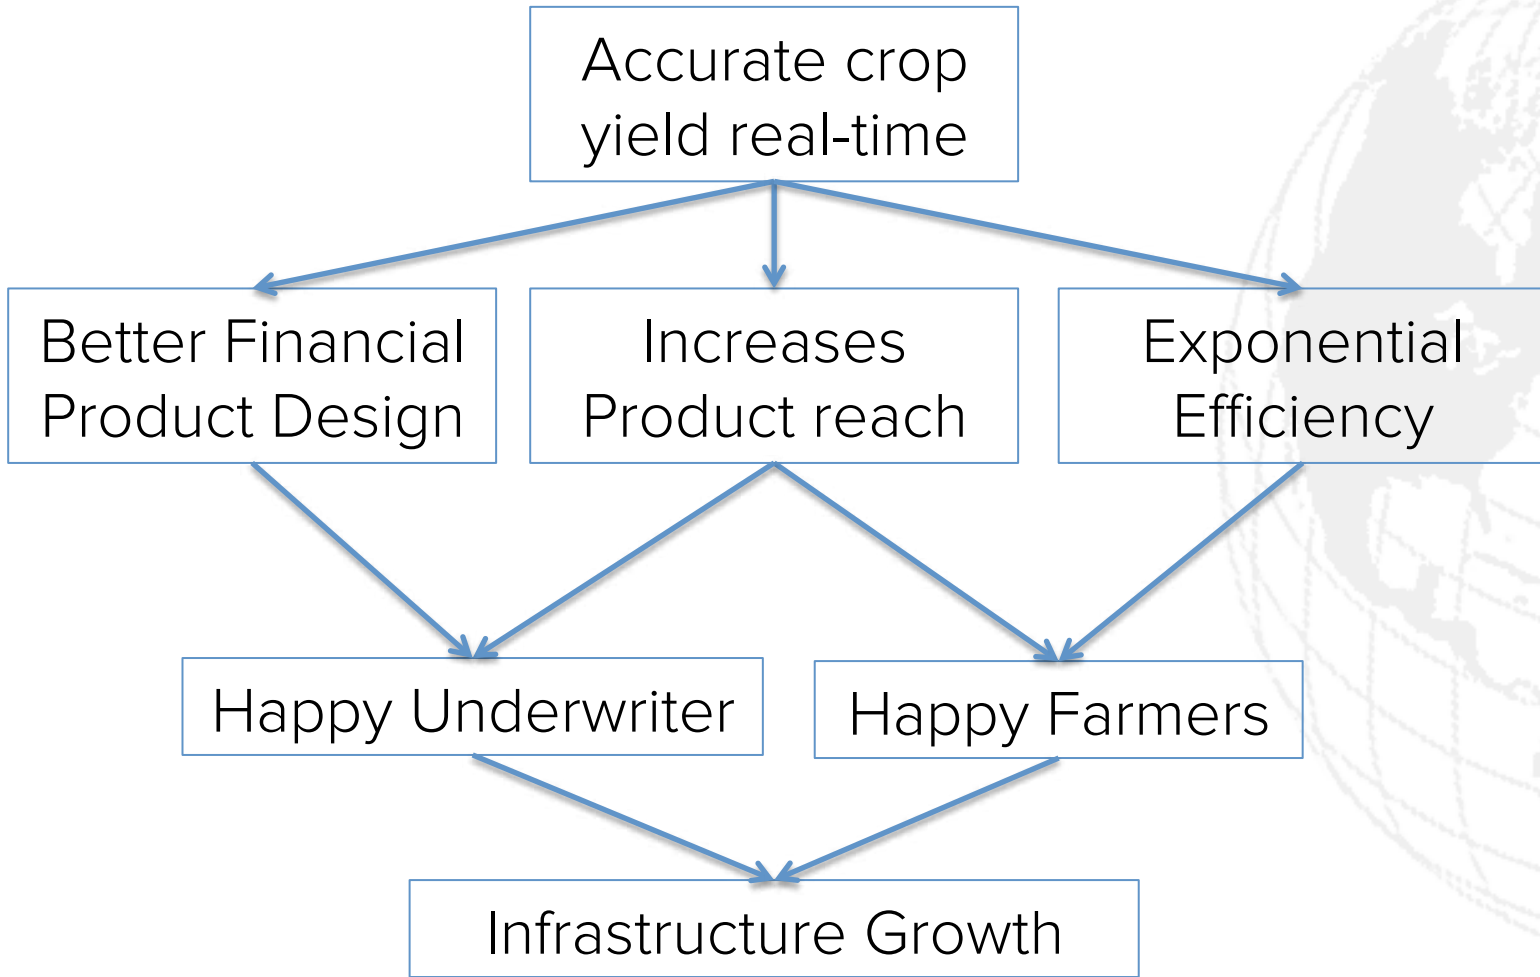 Accurate crop
yield real-time
Better Financial
Product Design
Increases
Product reach
Exponential
Efficiency
Happy Underwriter
Happy Farmers
Infrastructure Growth